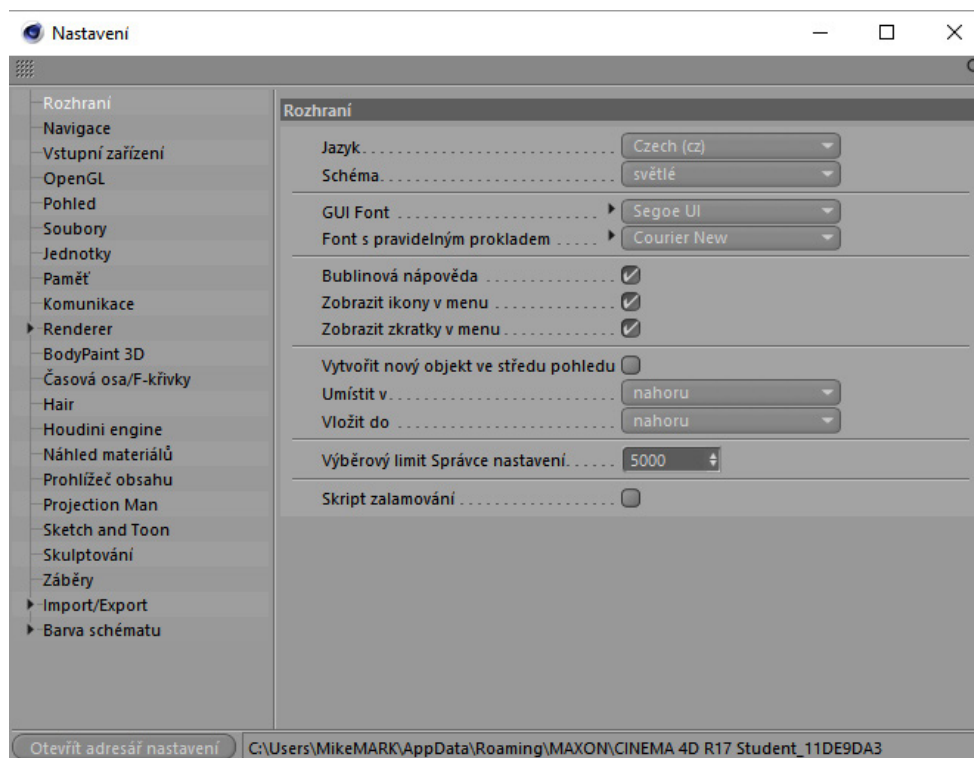 Nastavení
Rozhraní
Navigace
Vstupní zařízení
OpenGL
Pohled
Soubory
Jednotky
Paměť
Komunikace
Renderer
BodyPaint 3D
Časová osa/F-křivky
Hair
Houdini engine
Náhled materiálů
Prohlížeč obsahu
Projection Man
Sketch and Toon
Skulptování
Záběry
Import/Export
Barva schématu
Rozhraní
Jazyk Czech (cz)
Schéma světlé
GUI Font Segoe UI
Font s pravidelným prokladem Courier New
Bublinová nápověda
Zobrazit ikony v menu
Zobrazit zkratky v menu
Vytvořit nový objekt ve středu pohledu
Umístit v nahoru
Vložit do nahoru
Výběrový limit Správce nastavení 5000
Skript zalamování
Otevřít adresář nastavení C:\Users\MikeMARK\AppData\Roaming\MAXON\CINEMA 4D R17 Student_11DE9DA3